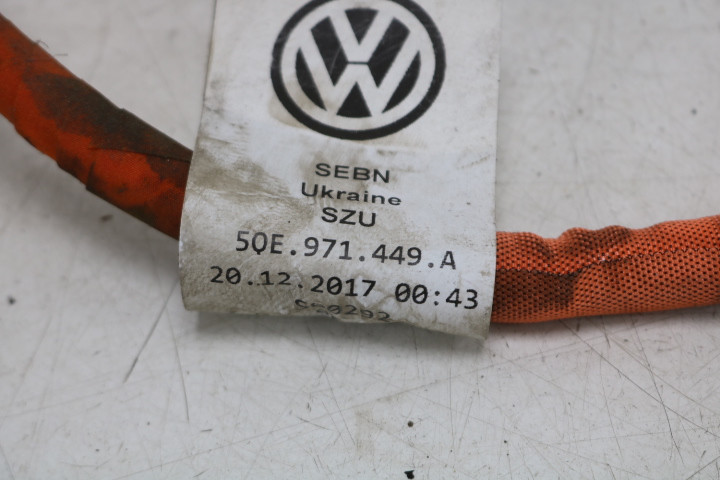 SEBN
Ukraine
SZU
5QE.971.449.A
20.12.2017 00:43